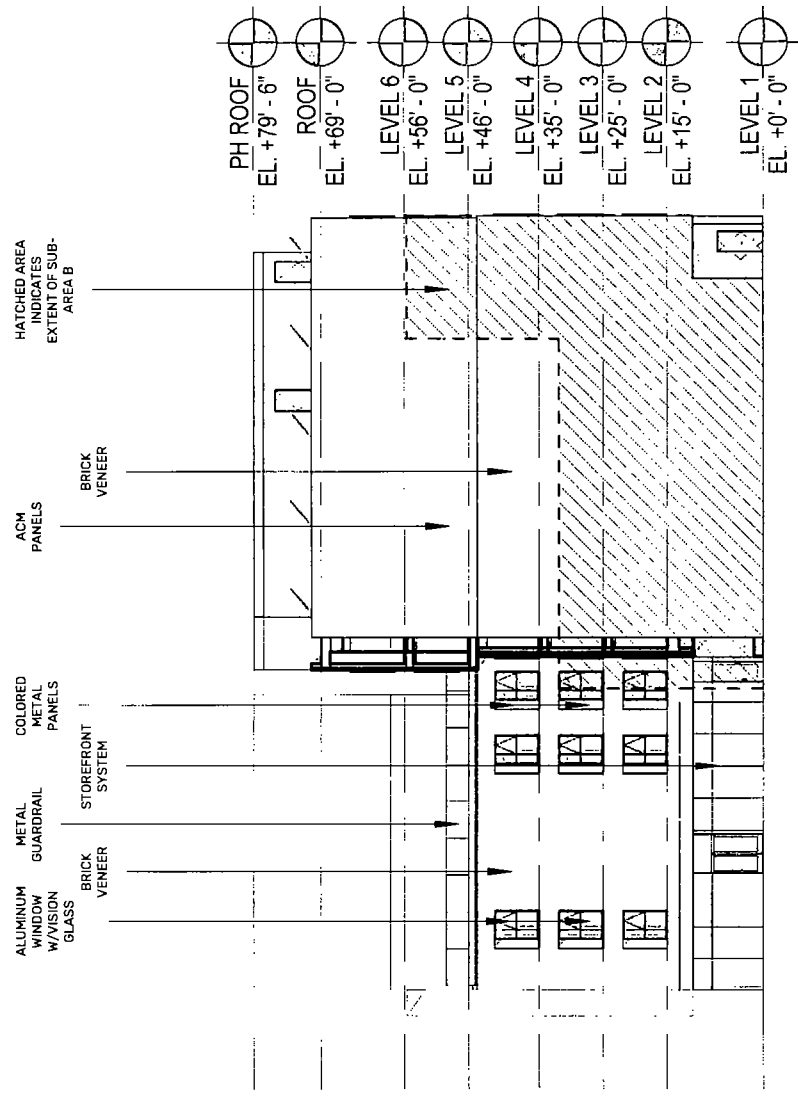 PH ROOF
EL. +79' - 6"
ROOF
EL. +69' - 0"
LEVEL 6
EL. +56' - 0"
LEVEL 5
EL. +46' - 0"
LEVEL 4
EL. +35' - 0"
LEVEL 3
EL. +25' - 0"
LEVEL 2
EL. +15' - 0"
LEVEL 1
EL. +0' - 0"
HATCHED AREA
INDICATES
EXTENT OF SUB-
AREA B
BRICK
VENEER
ACM
PANELS
COLORED
METAL
PANELS
STOREFRONT
SYSTEM
METAL
GUARDRAIL
BRICK
VENEER
ALUMINUM
WINDOW
W/VISION
GLASS